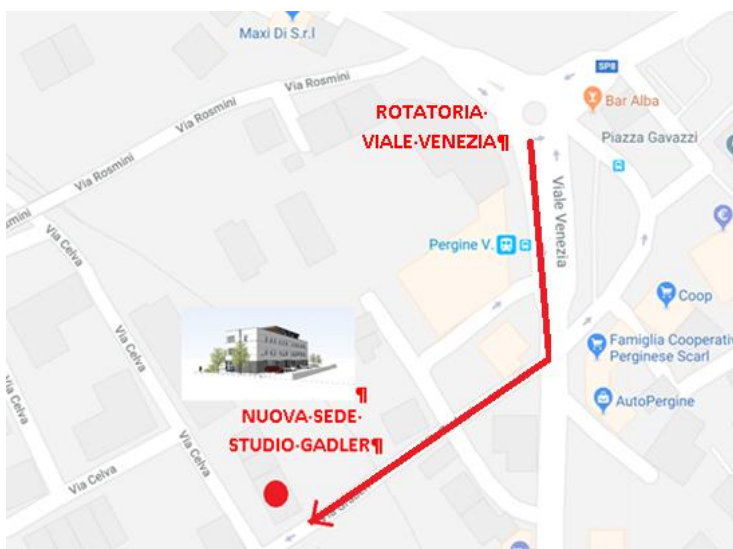 Maxi Di S.r.l
SP8
Via Rosmini
Via Rosmini
Via Rosmini
ROTATORIA·
VIALE·VENEZIA¶
Bar Alba
Piazza Gavazzi
Viale Venezia
Via Celva
Pergine V.
Coop
Via Celva
Famiglia Cooperativ
Perginese Scarl
¶
NUOVA·SEDE·
STUDIO·GADLER¶
AutoPergine
Via Celva
Via Celva
Via Celva